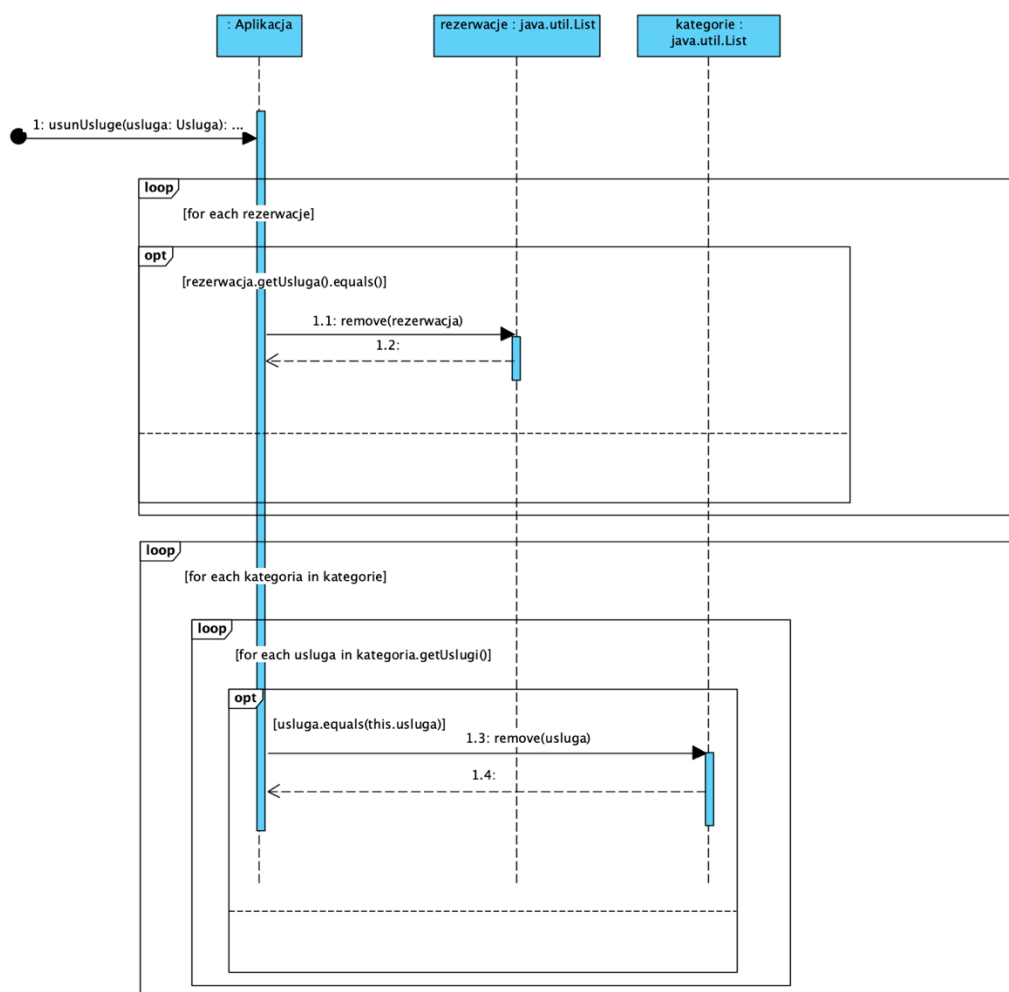 : Aplikacja
rezerwacje : java.util.List
kategorie :
java.util.List
1: usunUsluge(usluga: Usluga): ...
loop
[for each rezerwacje]
opt
[rezerwacja.getUsluga().equals()]
1.1: remove(rezerwacja)
1.2:
loop
[for each kategoria in kategorie]
loop
[for each usluga in kategoria.getUslugi()]
opt
[usluga.equals(this.usluga)]
1.3: remove(usluga)
1.4: